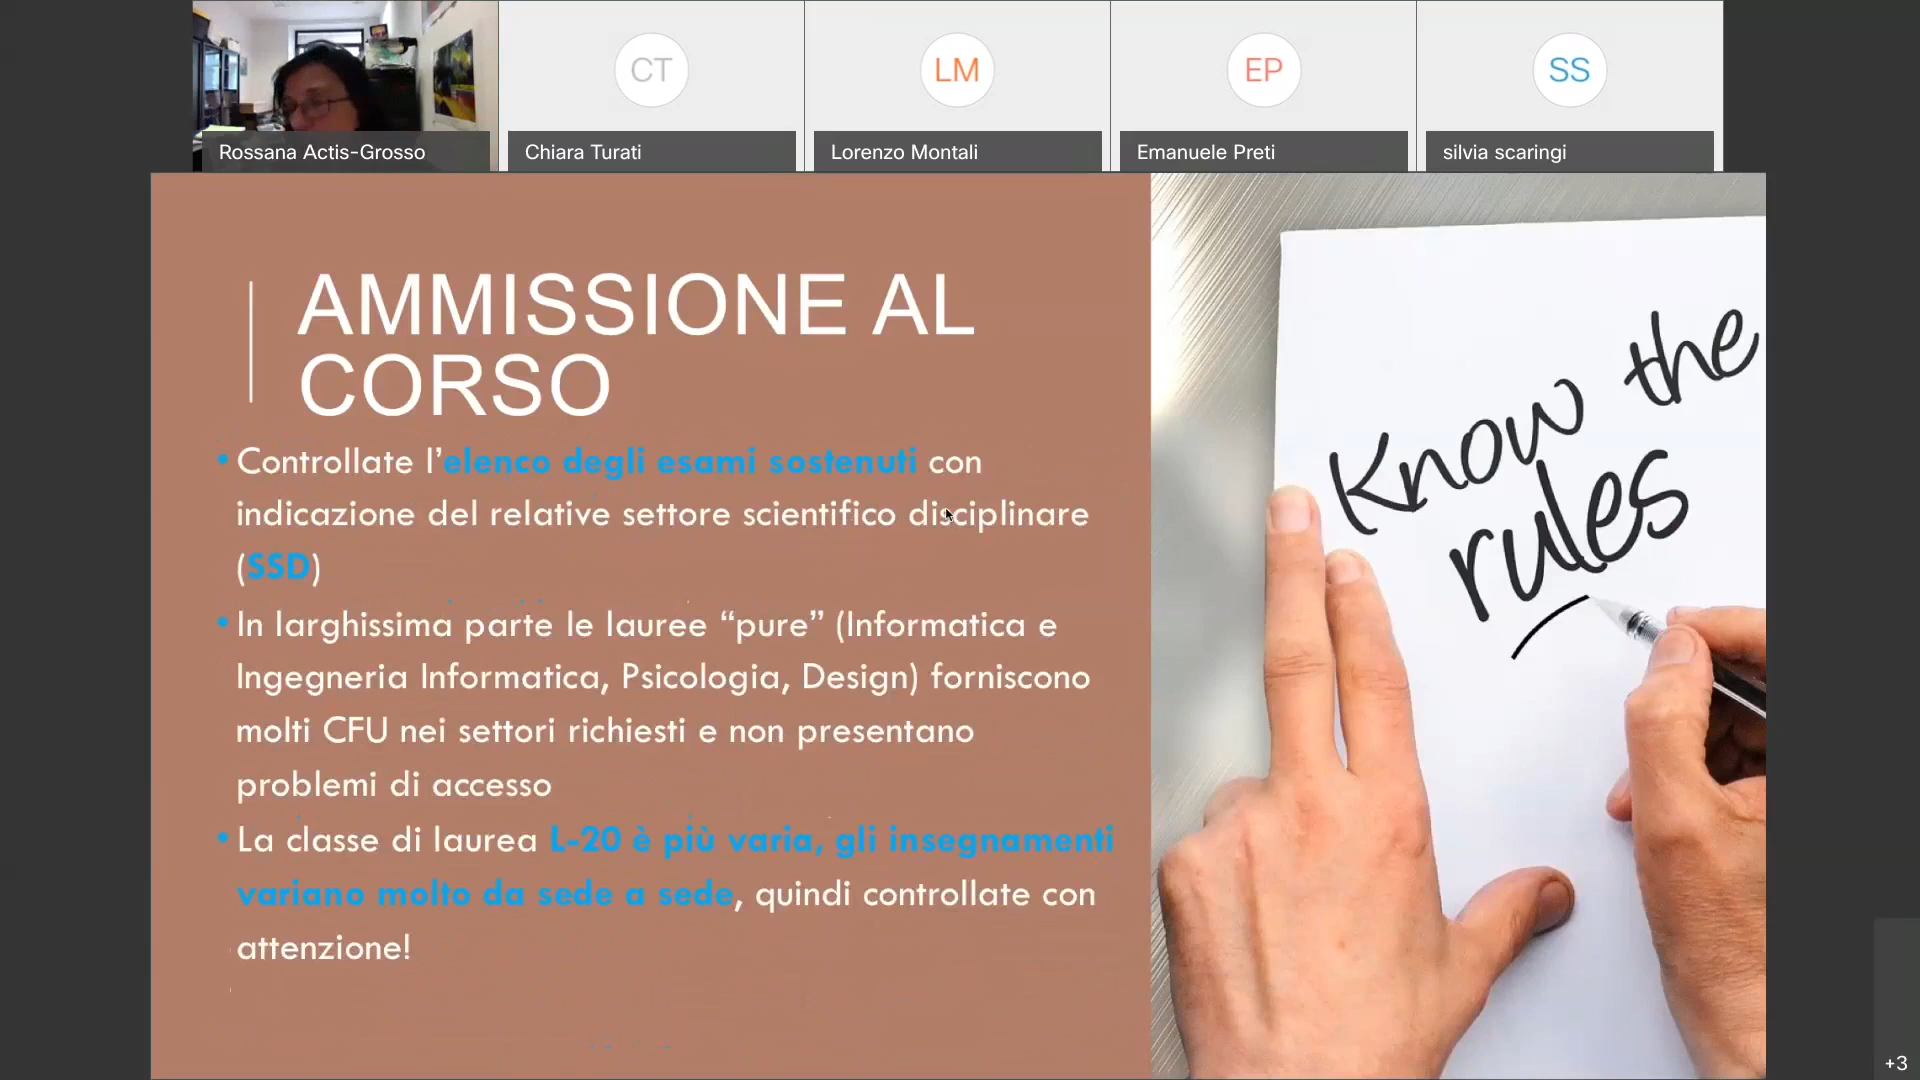 CT
LM
EP
SS
Rossana Actis-Grosso
Chiara Turati
Lorenzo Montali
Emanuele Preti
silvia scaringi
AMMISSIONE AL
CORSO
• Controllate l’elenco degli esami sostenuti con
indicazione del relative settore scientifico disciplinare
(SSD)
• In larghissima parte le lauree “pure” (Informatica e
Ingegneria Informatica, Psicologia, Design) forniscono
molti CFU nei settori richiesti e non presentano
problemi di accesso
• La classe di laurea L-20 è più varia, gli insegnamenti
variano molto da sede a sede, quindi controllate con
attenzione!
Know the
rules
+3